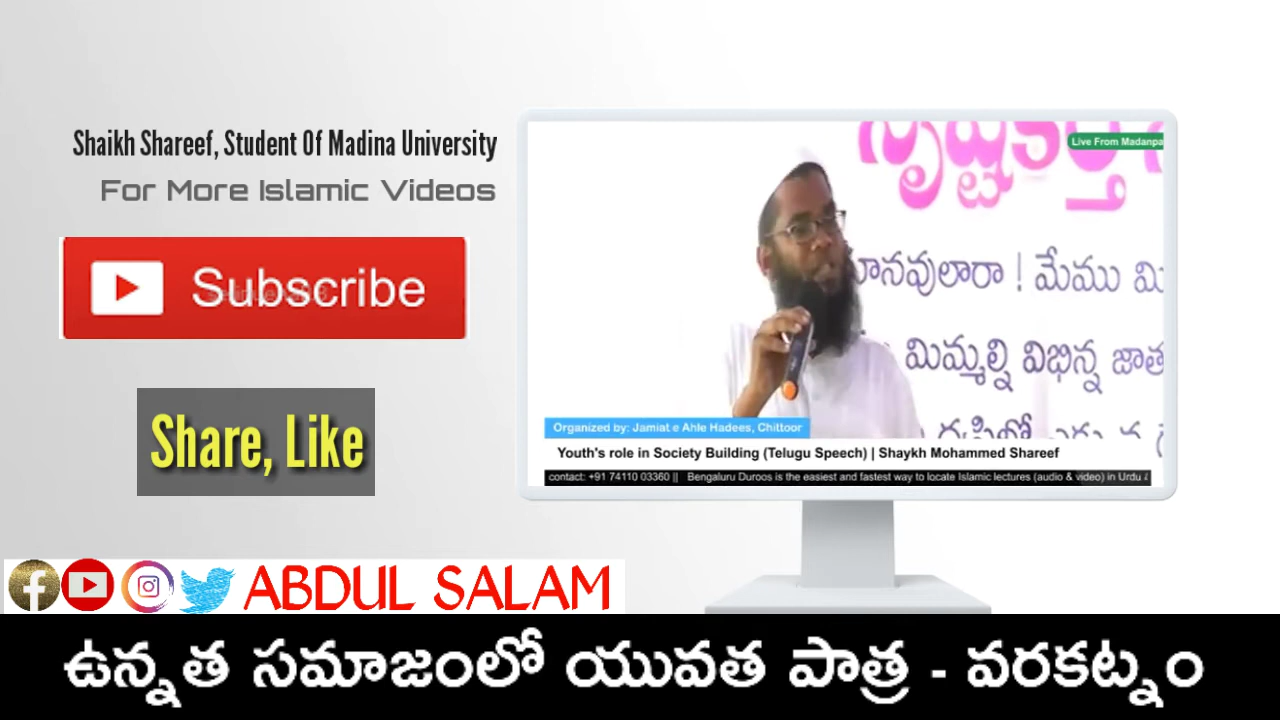 Shaikh Shareef, Student Of Madina University
For More Islamic Videos
Subscribe
Share, Like
Live From Madanpa
సృష్టికర్త
మానవులారా ! మేము మి
మిమ్మల్ని విభిన్న జాత
Organized by: Jamiat e Ahle Hadees, Chittoor
Youth's role in Society Building (Telugu Speech) | Shaykh Mohammed Shareef
contact: +91 74110 03360 || Bengaluru Duroos is the easiest and fastest way to locate Islamic lectures (audio & video) in Urdu &
ABDUL SALAM
ఉన్నత సమాజంలో యువత పాత్ర - వరకట్నం